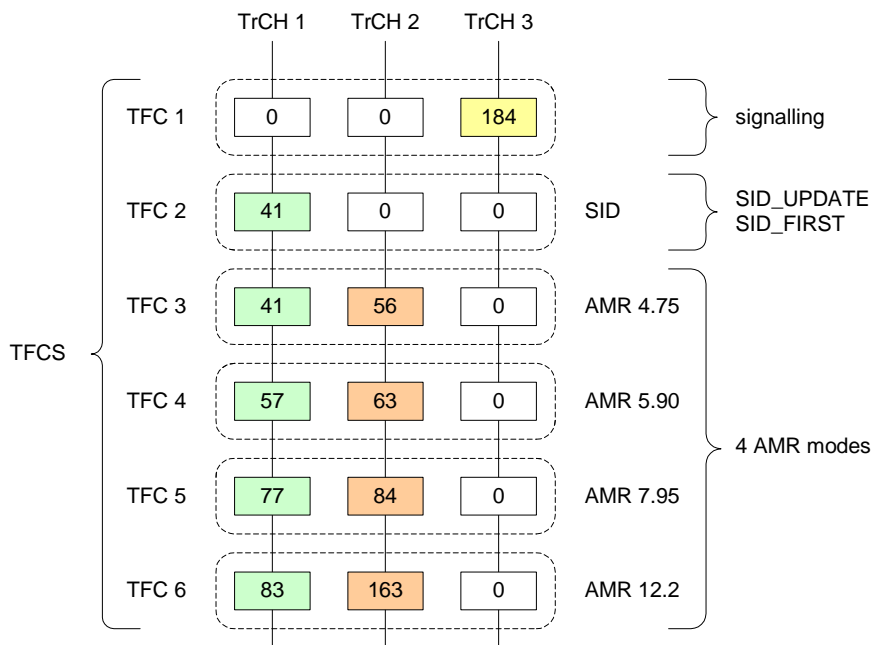 TrCH 1 TrCH 2 TrCH 3
TFC 1 0 0 184 signalling
TFC 2 41 0 0 SID SID_UPDATE
SID_FIRST
TFC 3 41 56 0 AMR 4.75
TFCS
TFC 4 57 63 0 AMR 5.90
4 AMR modes
TFC 5 77 84 0 AMR 7.95
TFC 6 83 163 0 AMR 12.2